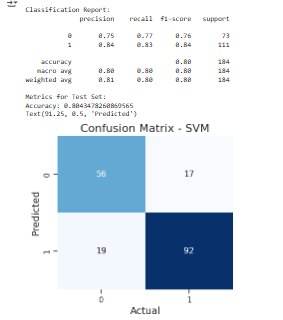 Classification Report:
precision recall f1-score support
0 0.75 0.77 0.76 73
1 0.84 0.83 0.84 111
accuracy 0.80 184
macro avg 0.80 0.80 0.80 184
weighted avg 0.81 0.80 0.80 184
Metrics for Test Set:
Accuracy: 0.8043478260869565
Text(91.25, 0.5, 'Predicted')
Confusion Matrix - SVM
0 56 17
Predicted
1 19 92
0 1
Actual